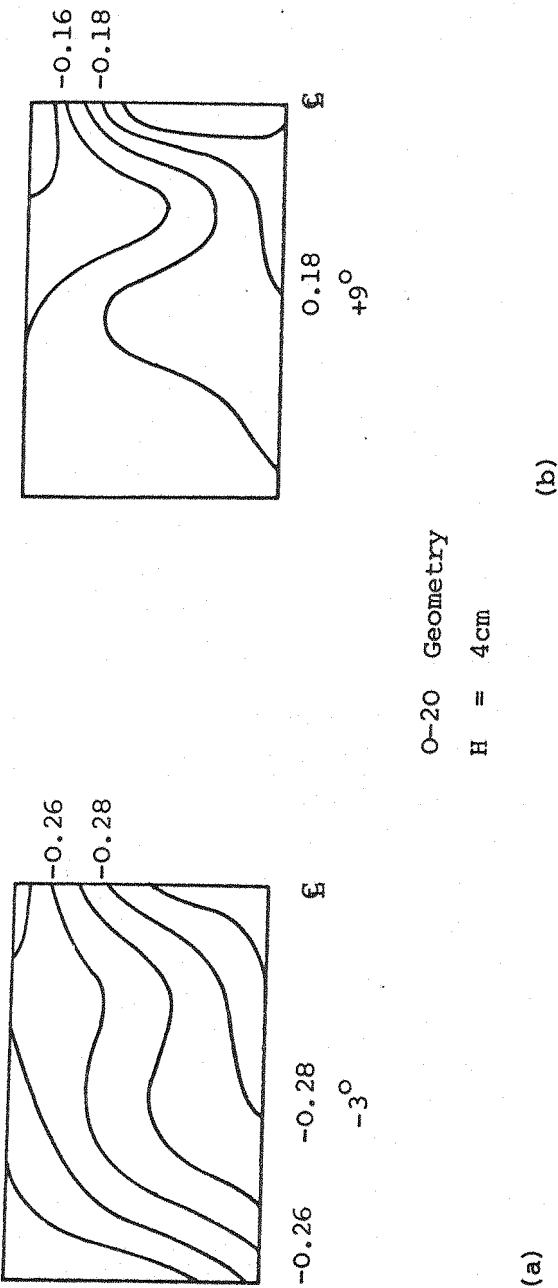 -0.26
-0.28
℄
-0.26 -0.28
-3°
(a)
O-20 Geometry
H = 4cm
-0.16
-0.18
℄
0.18
+9°
(b)